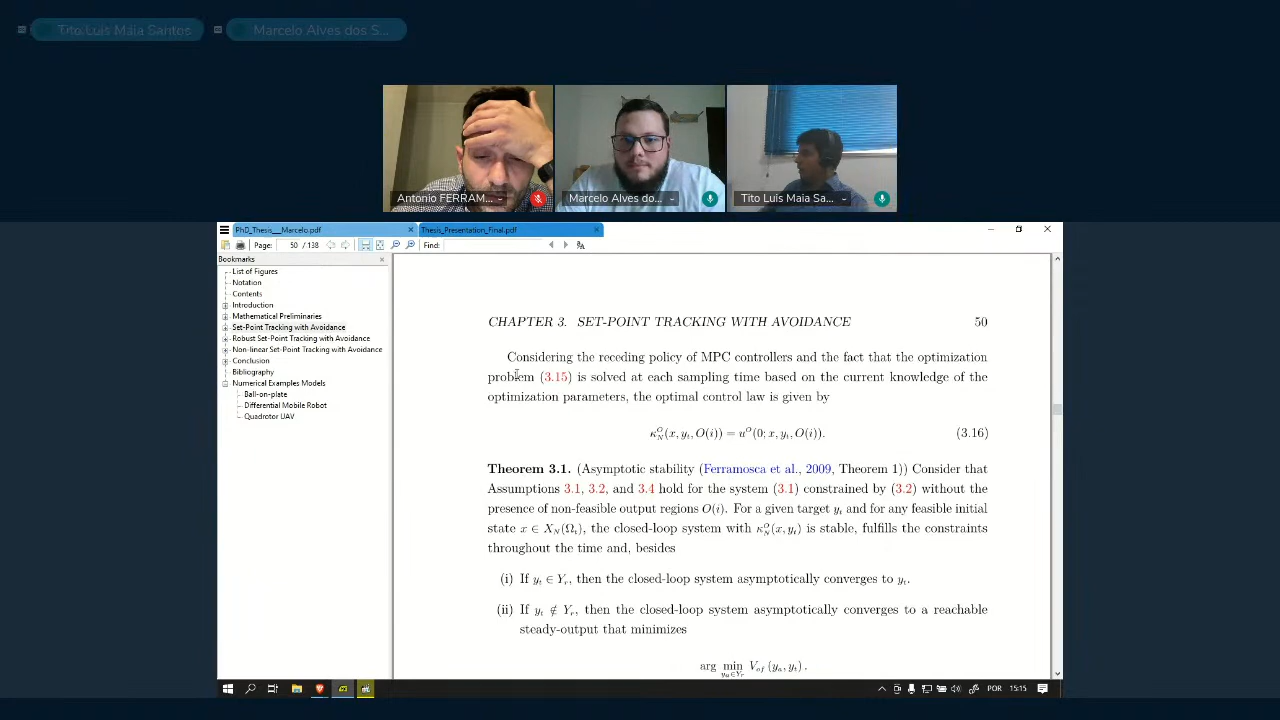 Tito Luis Maia Santos
Marcelo Alves dos S...
Antonio FERRAM...
Marcelo Alves do...
Tito Luis Maia Sa...
PhD_Thesis___Marcelo.pdf
Thesis_Presentation_Final.pdf
Page: 50 / 138
Find:
Bookmarks
List of Figures
Notation
Contents
Introduction
Mathematical Preliminaries
Set-Point Tracking with Avoidance
Robust Set-Point Tracking with Avoidance
Non-linear Set-Point Tracking with Avoidance
Conclusion
Bibliography
Numerical Examples Models
Ball-on-plate
Differential Mobile Robot
Quadrotor UAV
CHAPTER 3. SET-POINT TRACKING WITH AVOIDANCE 50
Considering the receding policy of MPC controllers and the fact that the optimization
problem (3.15) is solved at each sampling time based on the current knowledge of the
optimization parameters, the optimal control law is given by
κ_N^O(x, y_t, O(i)) = u^O(0; x, y_t, O(i)). (3.16)
Theorem 3.1. (Asymptotic stability (Ferramosca et al., 2009, Theorem 1)) Consider that
Assumptions 3.1, 3.2, and 3.4 hold for the system (3.1) constrained by (3.2) without the
presence of non-feasible output regions O(i). For a given target y_t and for any feasible initial
state x ∈ X_N(Ω_t), the closed-loop system with κ_N^O(x, y_t) is stable, fulfills the constraints
throughout the time and, besides
(i) If y_t ∈ Y_r, then the closed-loop system asymptotically converges to y_t.
(ii) If y_t ∉ Y_r, then the closed-loop system asymptotically converges to a reachable
steady-output that minimizes
arg min_{y_a∈Y_r} V_of (y_a, y_t).
POR
15:15